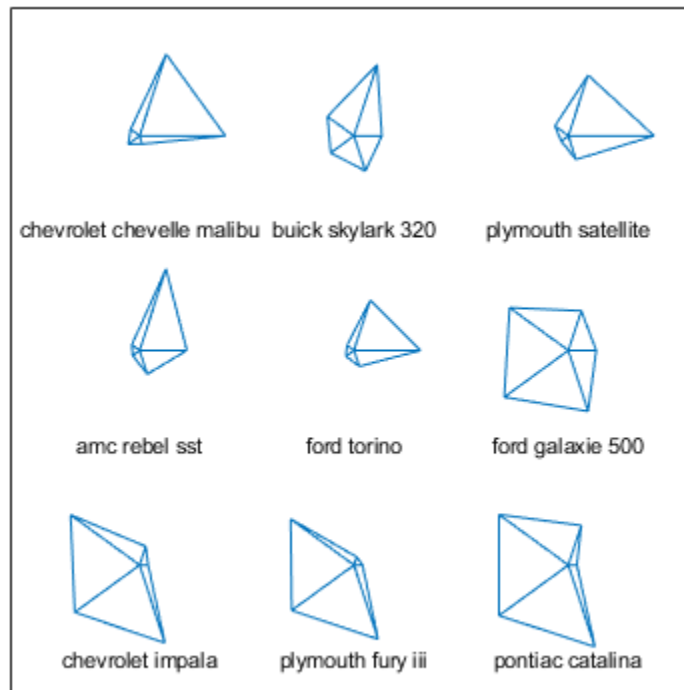 chevrolet chevelle malibu buick skylark 320 plymouth satellite
amc rebel sst ford torino ford galaxie 500
chevrolet impala plymouth fury iii pontiac catalina